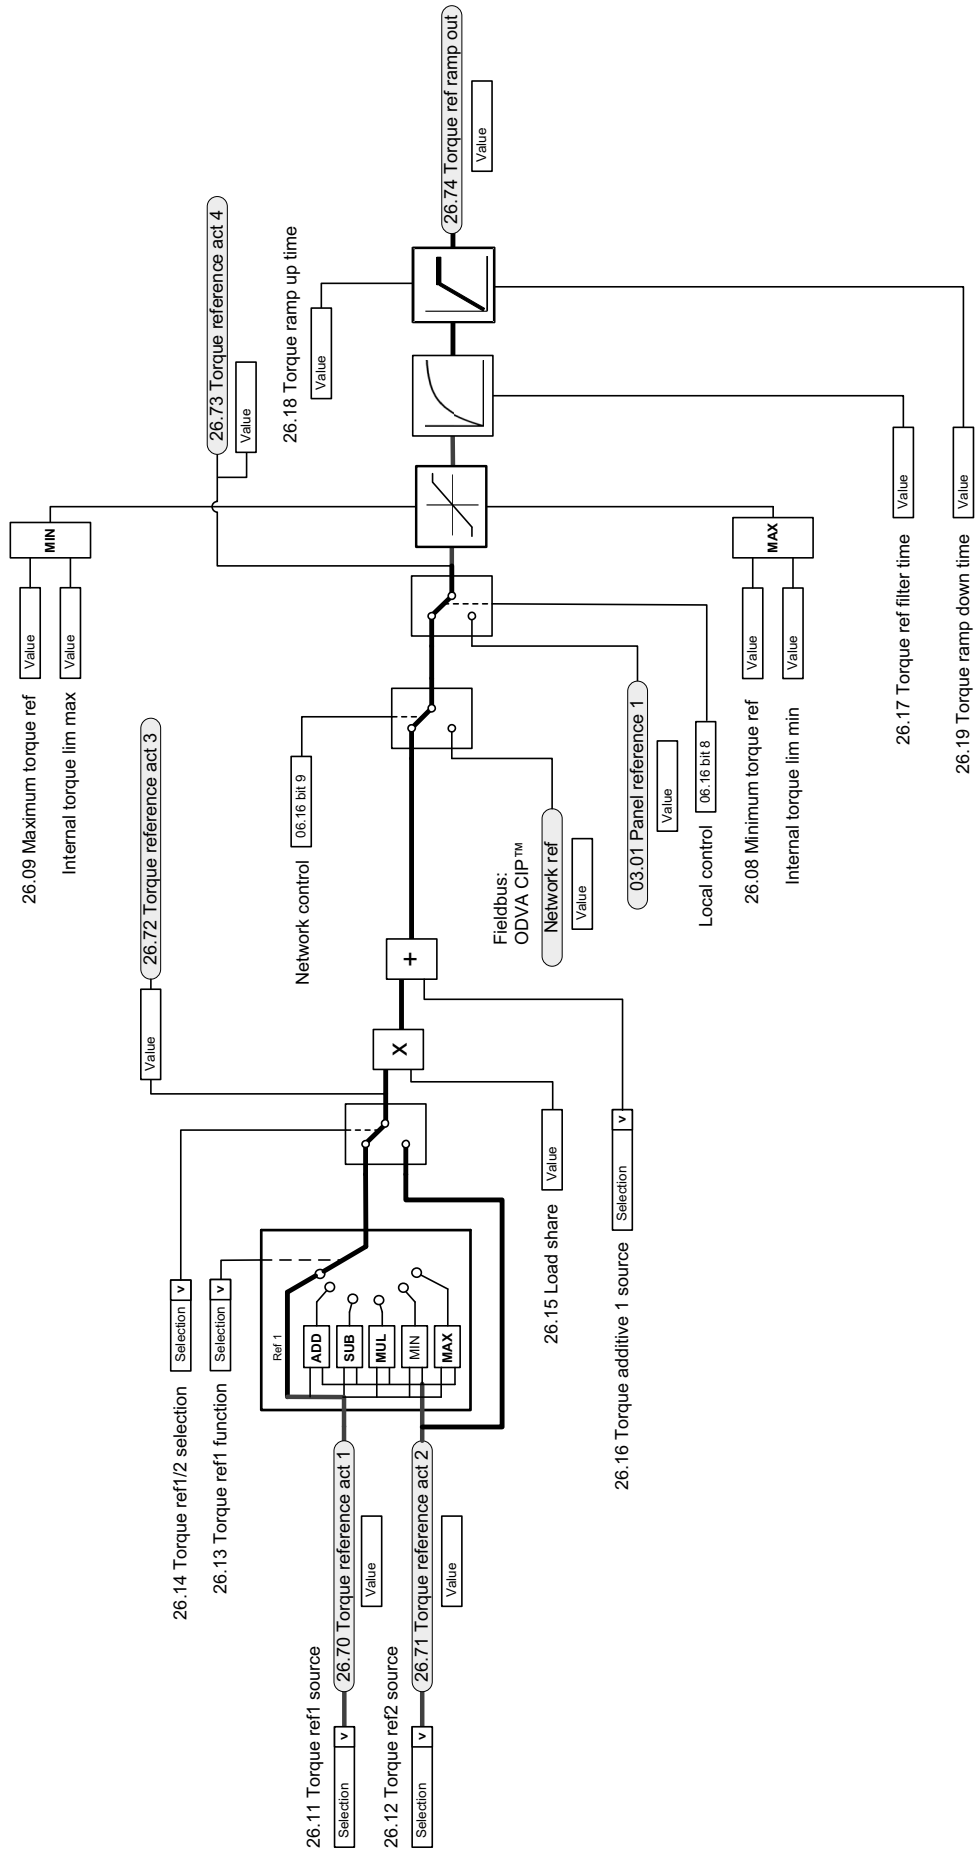 26.11 Torque ref1 source
Selection
v
26.70 Torque reference act 1
Value
26.12 Torque ref2 source
Selection
v
26.71 Torque reference act 2
Value
26.14 Torque ref1/2 selection
Selection
v
26.13 Torque ref1 function
Selection
v
Ref 1
ADD
SUB
MUL
MIN
MAX
26.72 Torque reference act 3
Value
X
26.15 Load share
Value
+
26.16 Torque additive 1 source
Selection
v
Network control
06.16 bit 9
Fieldbus:
ODVA CIP™
Network ref
Value
03.01 Panel reference 1
Value
Local control
06.16 bit 8
26.73 Torque reference act 4
Value
26.09 Maximum torque ref
Value
Internal torque lim max
Value
MIN
26.08 Minimum torque ref
Value
Internal torque lim min
Value
MAX
26.17 Torque ref filter time
Value
26.18 Torque ramp up time
Value
26.19 Torque ramp down time
Value
26.74 Torque ref ramp out
Value